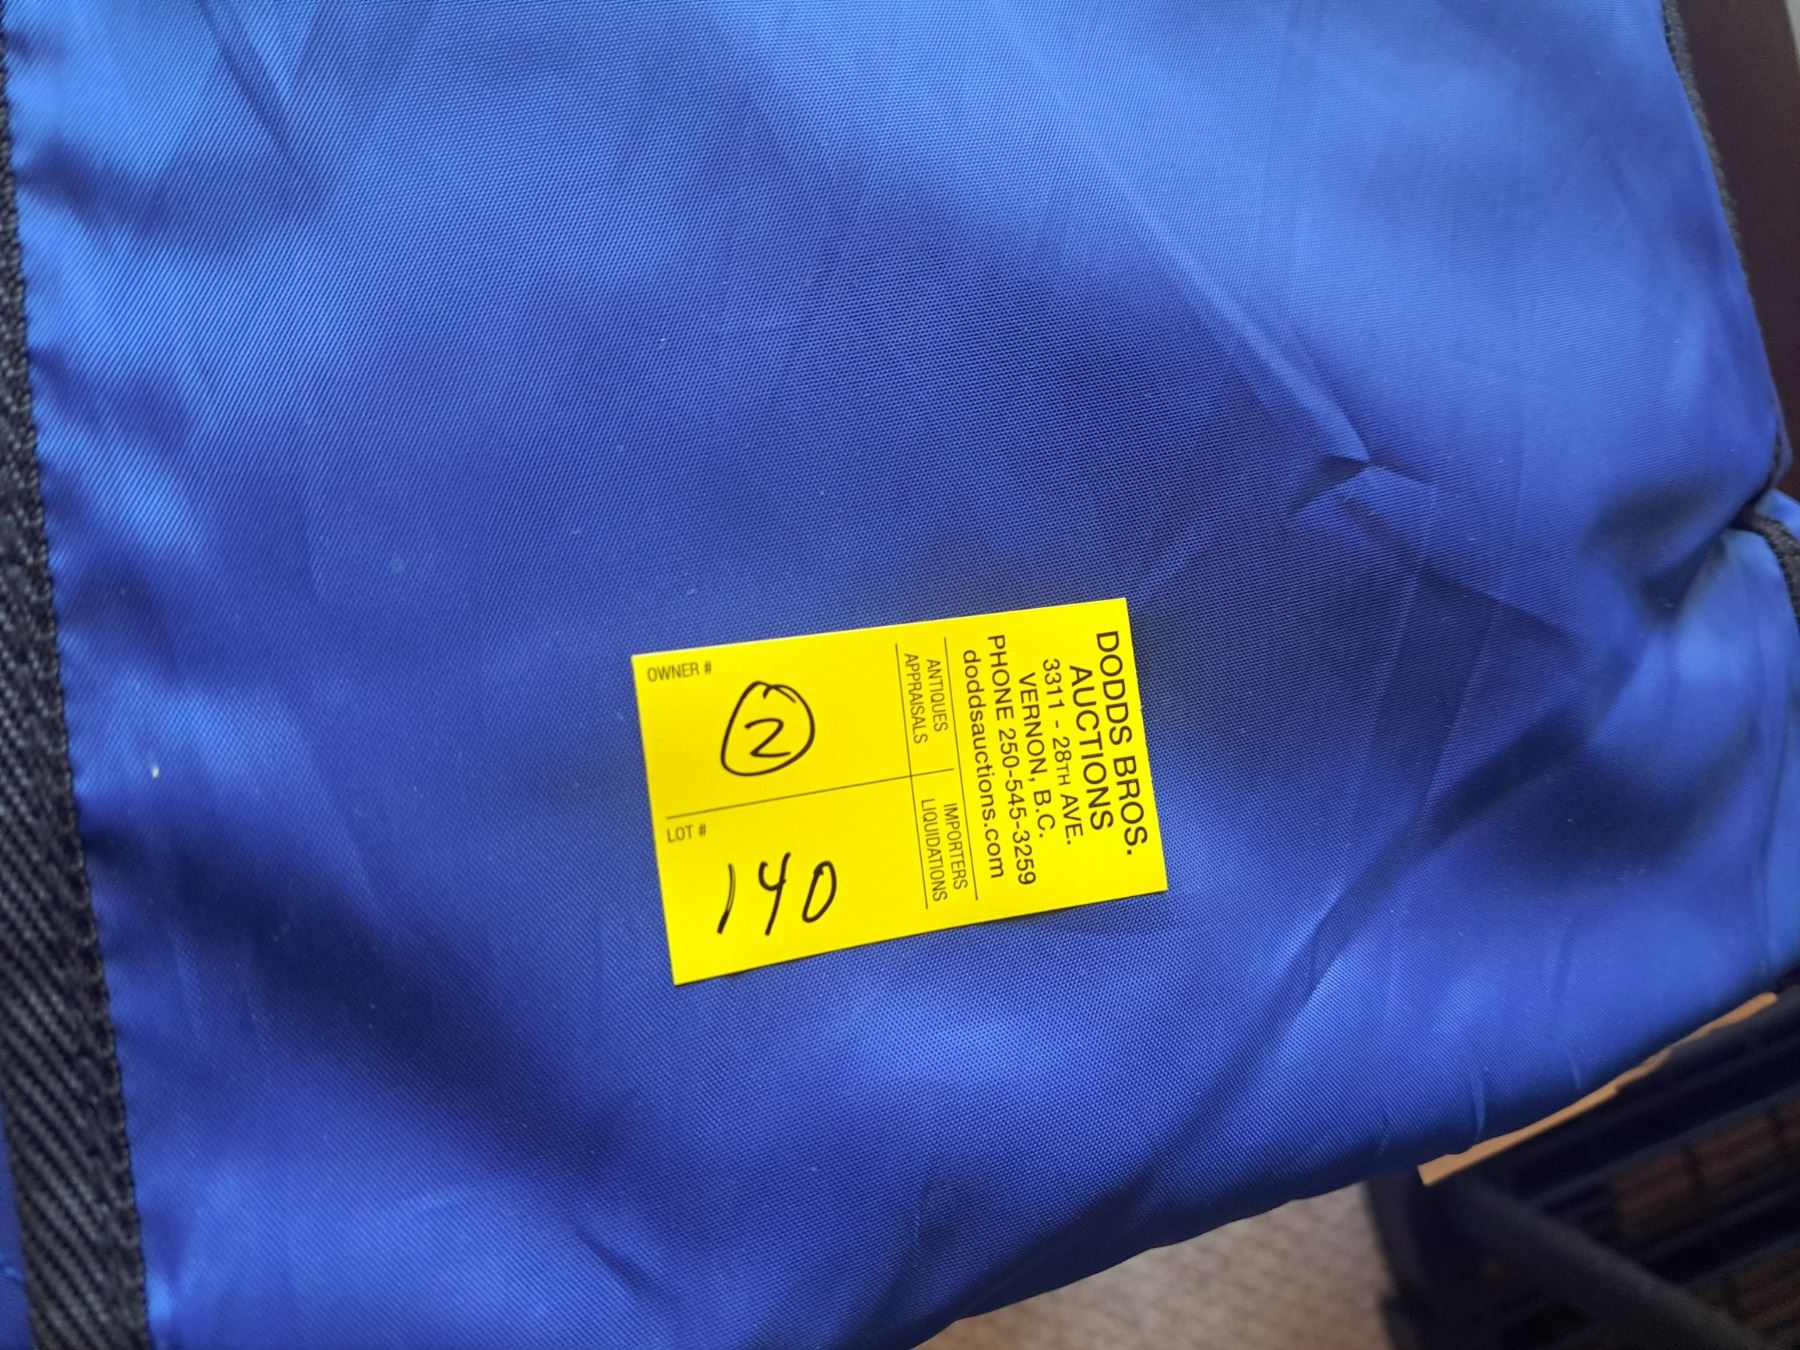 DODDS BROS.
AUCTIONS
3311 - 28TH AVE.
VERNON, B.C.
PHONE 250-545-3259
doddsauctions.com
ANTIQUES
APPRAISALS
IMPORTERS
LIQUIDATIONS
OWNER #
2
LOT #
140